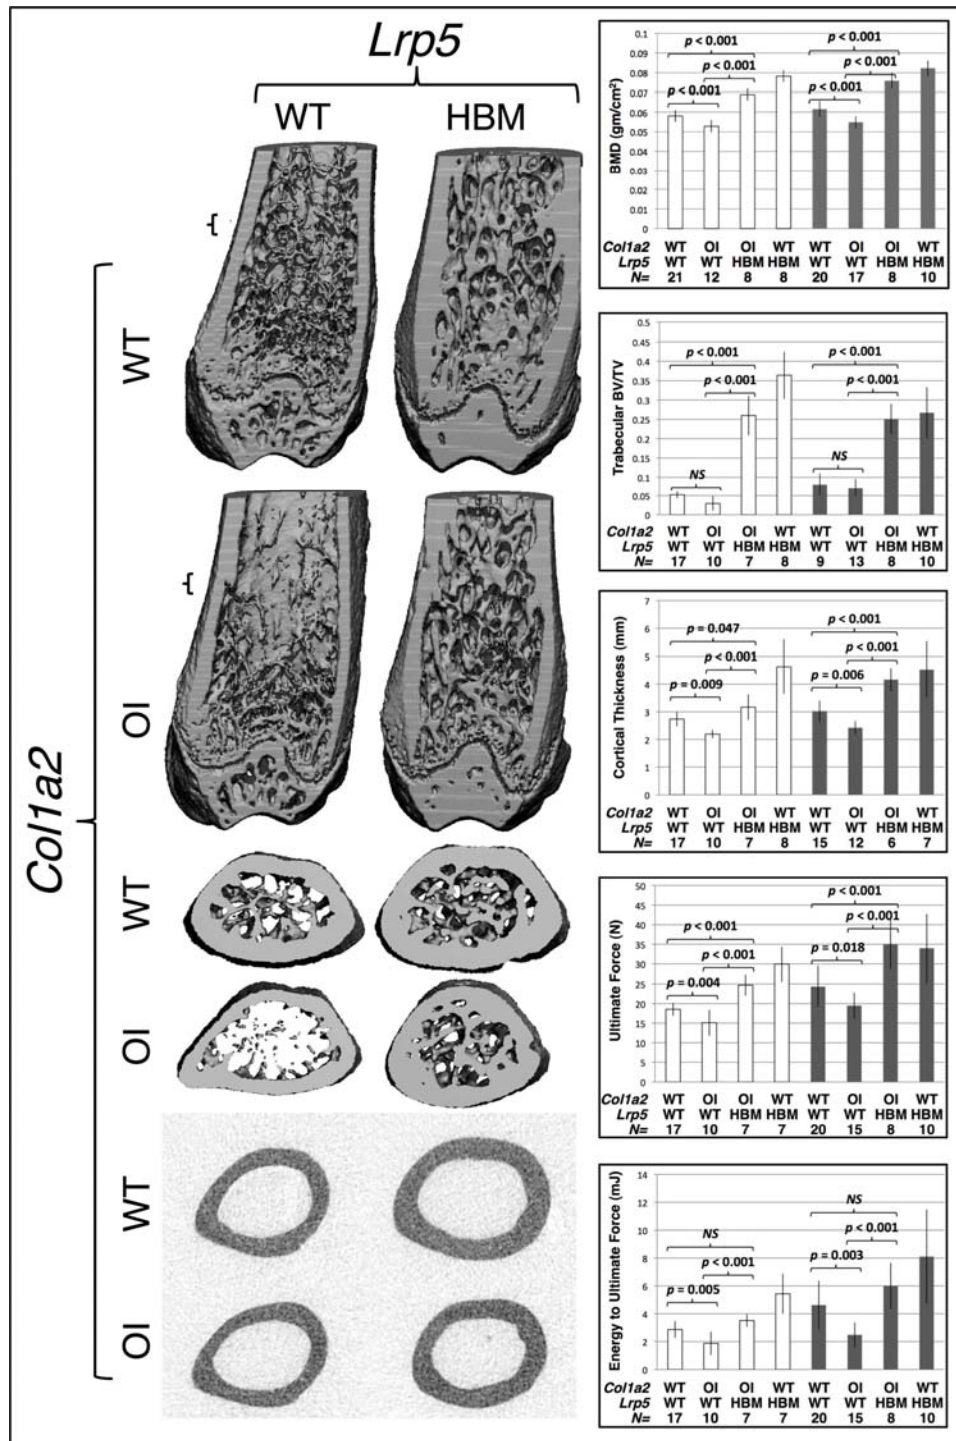 Lrp5
WT HBM
Col1a2
WT
OI
WT
OI
WT
OI
BMD (gm/cm²)
0.1
0.09
0.08
0.07
0.06
0.05
0.04
0.03
0.02
0.01
0
p < 0.001
p < 0.001
p < 0.001
p < 0.001
p < 0.001
p < 0.001
Col1a2 WT OI OI WT WT OI OI WT
Lrp5 WT WT HBM HBM WT WT HBM HBM
N= 21 12 8 8 20 17 8 10
Trabecular BV/TV
0.5
0.45
0.4
0.35
0.3
0.25
0.2
0.15
0.1
0.05
0
p < 0.001
p < 0.001
NS
p < 0.001
p < 0.001
NS
Col1a2 WT OI OI WT WT OI OI WT
Lrp5 WT WT HBM HBM WT WT HBM HBM
N= 17 10 7 8 9 13 8 10
Cortical Thickness (mm)
7
6
5
4
3
2
1
0
p = 0.047
p < 0.001
p = 0.009
p < 0.001
p < 0.001
p = 0.006
Col1a2 WT OI OI WT WT OI OI WT
Lrp5 WT WT HBM HBM WT WT HBM HBM
N= 17 10 7 8 15 12 6 7
Ultimate Force (N)
50
45
40
35
30
25
20
15
10
5
0
p < 0.001
p < 0.001
p = 0.004
p < 0.001
p < 0.001
p = 0.018
Col1a2 WT OI OI WT WT OI OI WT
Lrp5 WT WT HBM HBM WT WT HBM HBM
N= 17 10 7 7 20 15 8 10
Energy to Ultimate Force (mJ)
14
12
10
8
6
4
2
0
NS
p < 0.001
p = 0.005
NS
p < 0.001
p = 0.003
Col1a2 WT OI OI WT WT OI OI WT
Lrp5 WT WT HBM HBM WT WT HBM HBM
N= 17 10 7 7 20 15 8 10